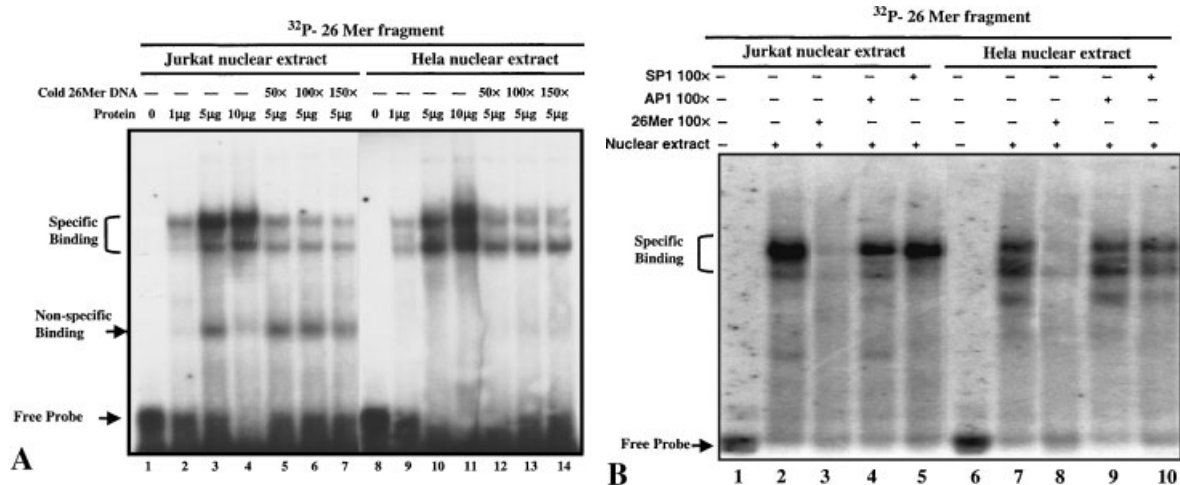 ³²P- 26 Mer fragment
Jurkat nuclear extract Hela nuclear extract
Cold 26Mer DNA — — — — 50× 100× 150× — — — — 50× 100× 150×
Protein 0 1μg 5μg 10μg 5μg 5μg 5μg 0 1μg 5μg 10μg 5μg 5μg 5μg
Specific
Binding
Non-specific
Binding
Free Probe
1 2 3 4 5 6 7 8 9 10 11 12 13 14
A
³²P- 26 Mer fragment
Jurkat nuclear extract Hela nuclear extract
SP1 100× – – – – + – – – – +
AP1 100× – – – + – – – – + –
26Mer 100× – – + – – – – + – –
Nuclear extract – + + + + – + + + +
Specific
Binding
Free Probe
1 2 3 4 5 6 7 8 9 10
B